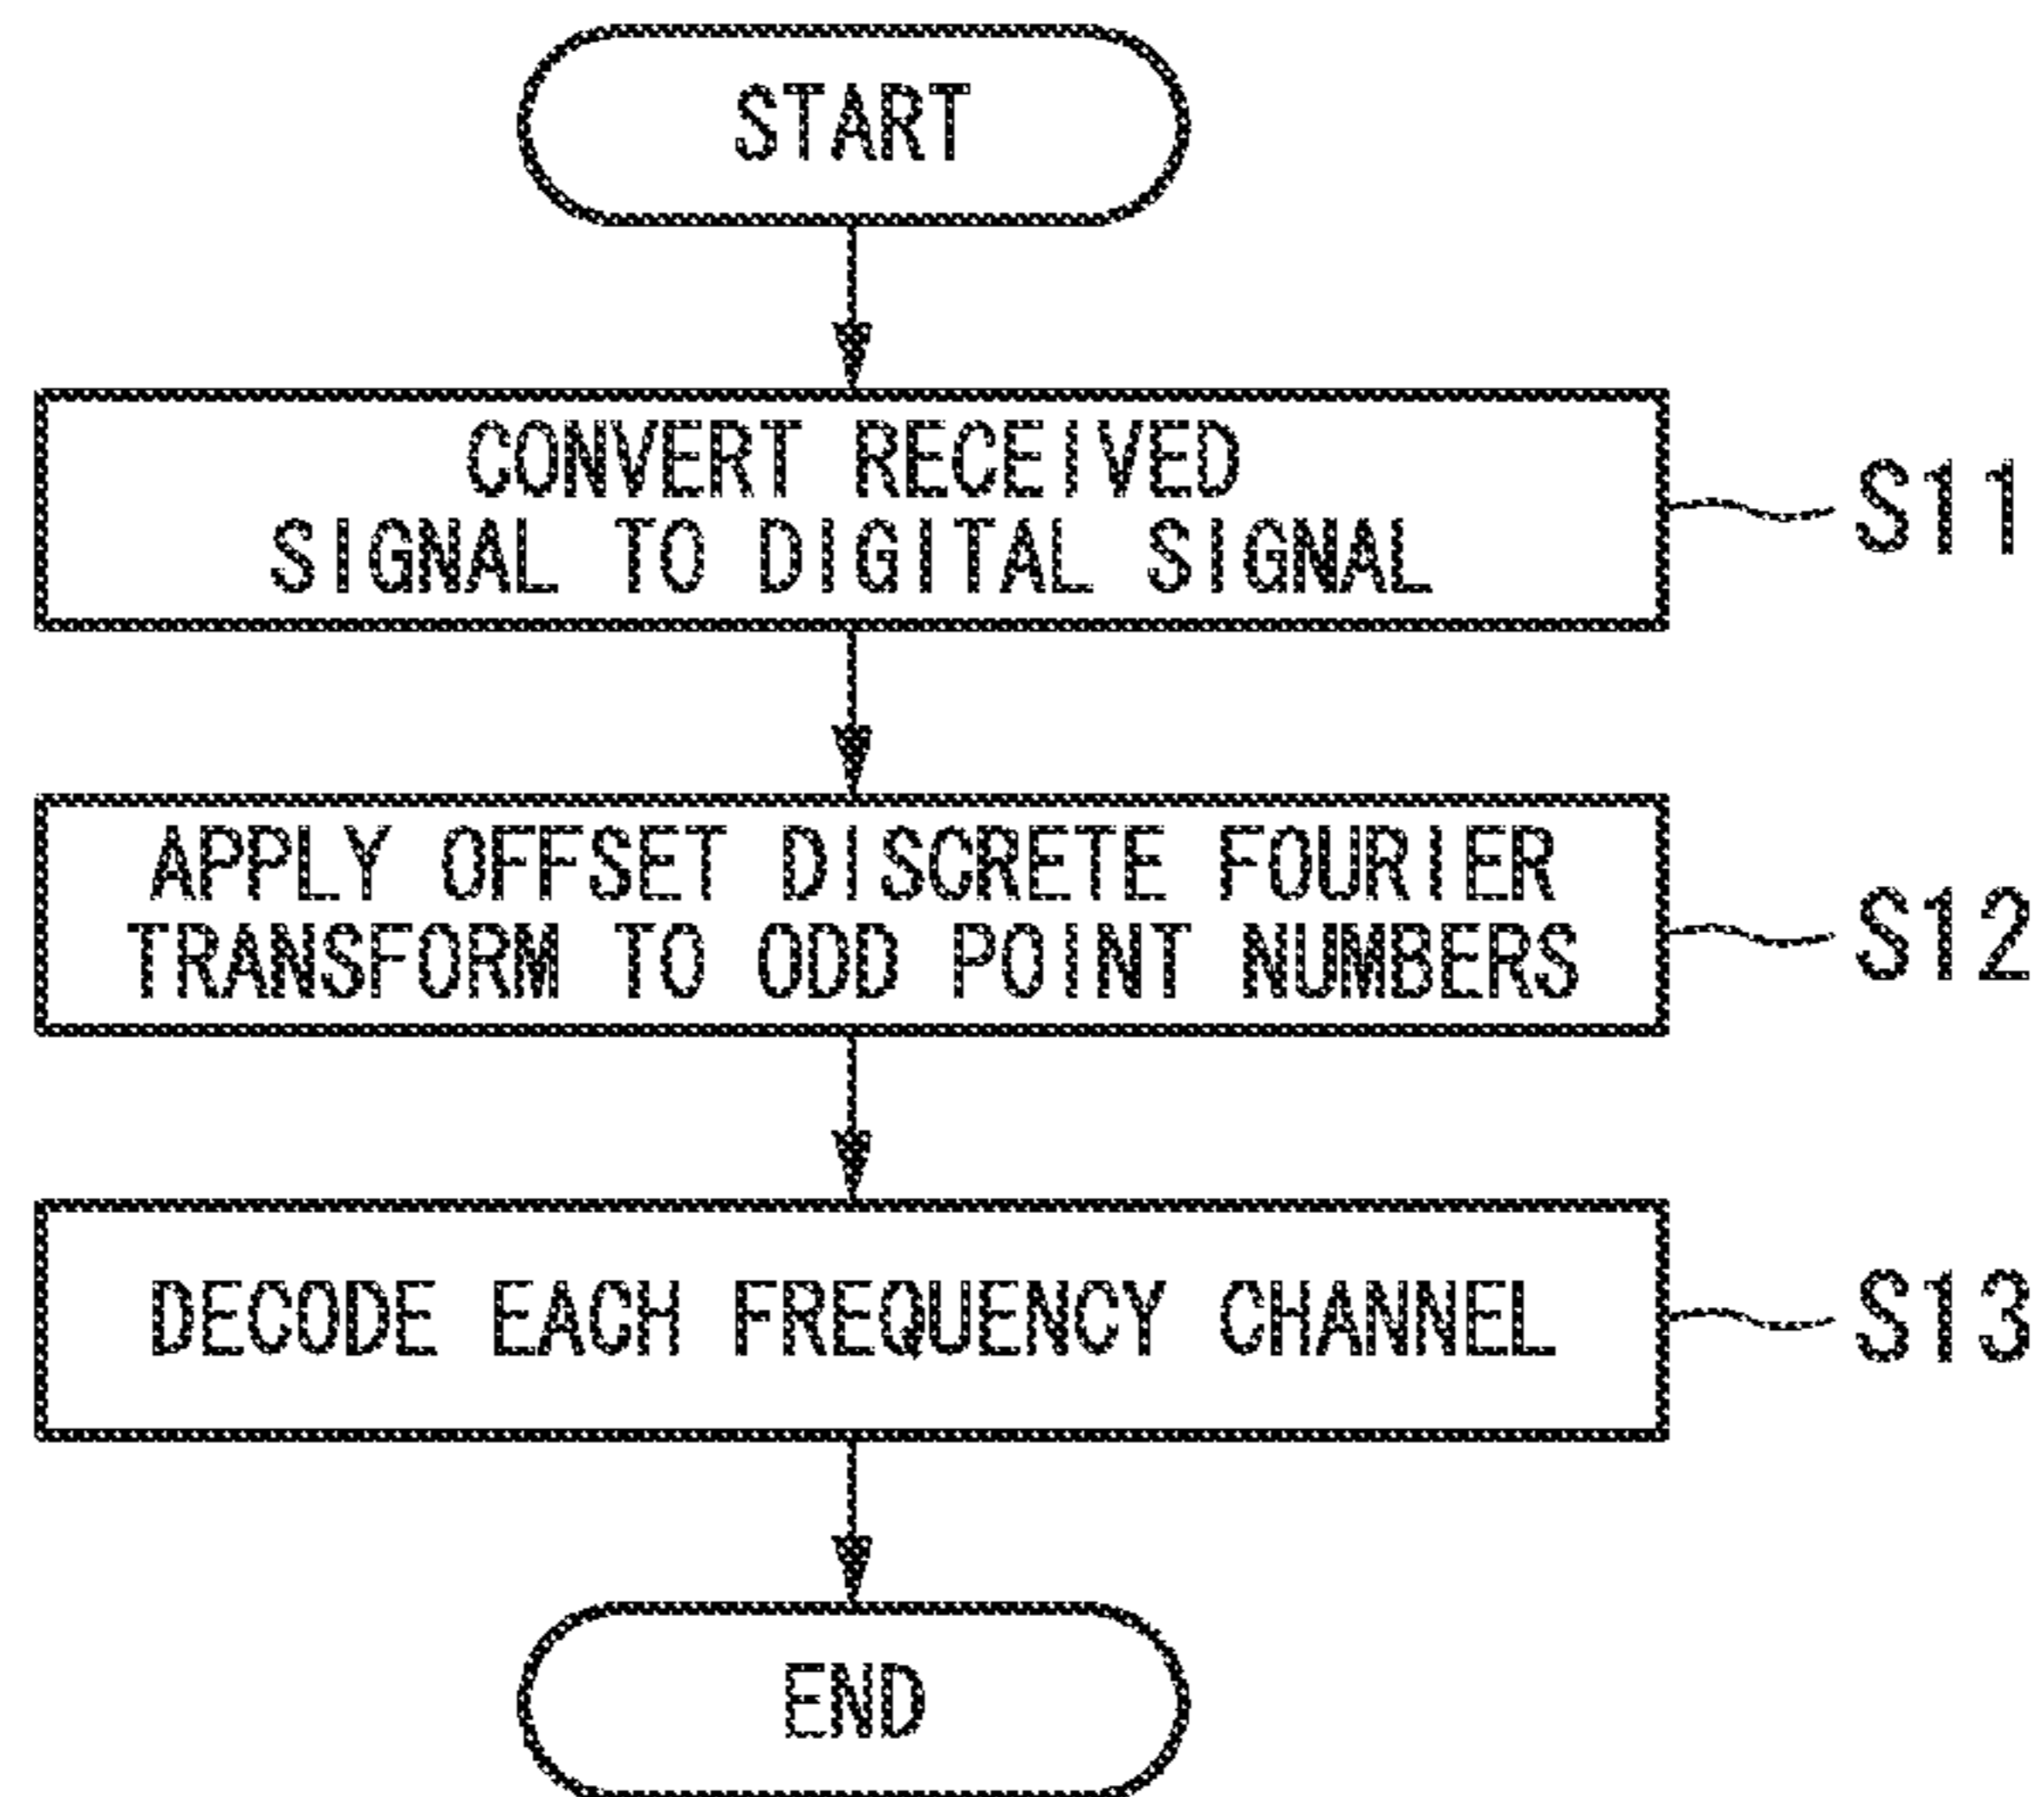 START
CONVERT RECEIVED
SIGNAL TO DIGITAL SIGNAL
S11
APPLY OFFSET DISCRETE FOURIER
TRANSFORM TO ODD POINT NUMBERS
S12
DECODE EACH FREQUENCY CHANNEL
S13
END